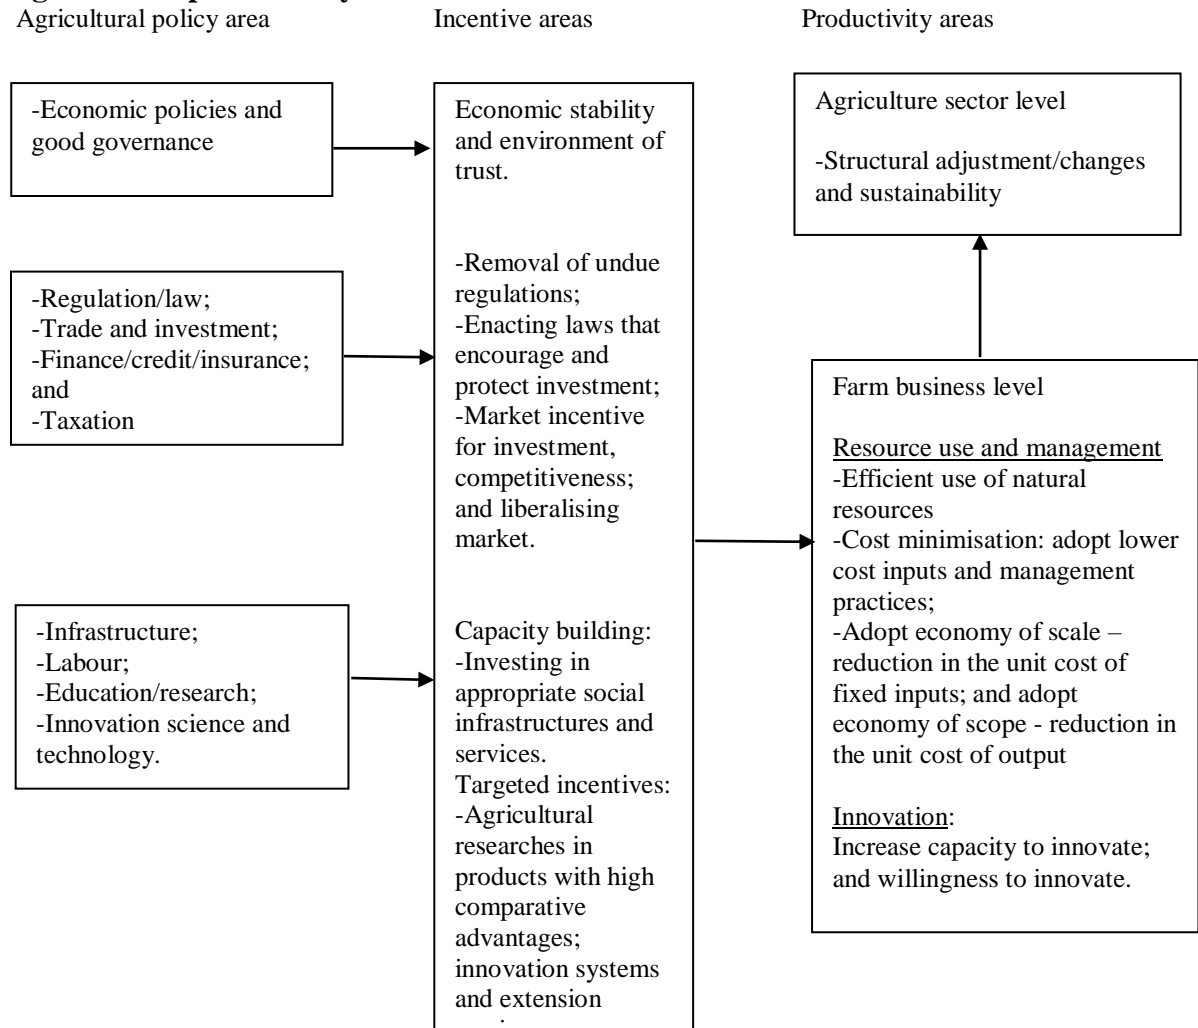 Agricultural policy area
Incentive areas
Productivity areas
-Economic policies and
good governance
-Regulation/law;
-Trade and investment;
-Finance/credit/insurance;
and
-Taxation
-Infrastructure;
-Labour;
-Education/research;
-Innovation science and
technology.
Economic stability
and environment of
trust.
-Removal of undue
regulations;
-Enacting laws that
encourage and
protect investment;
-Market incentive
for investment,
competitiveness;
and liberalising
market.
Capacity building:
-Investing in
appropriate social
infrastructures and
services.
Targeted incentives:
-Agricultural
researches in
products with high
comparative
advantages;
innovation systems
and extension
Agriculture sector level
-Structural adjustment/changes
and sustainability
Farm business level
Resource use and management
-Efficient use of natural
resources
-Cost minimisation: adopt lower
cost inputs and management
practices;
-Adopt economy of scale –
reduction in the unit cost of
fixed inputs; and adopt
economy of scope - reduction in
the unit cost of output
Innovation:
Increase capacity to innovate;
and willingness to innovate.